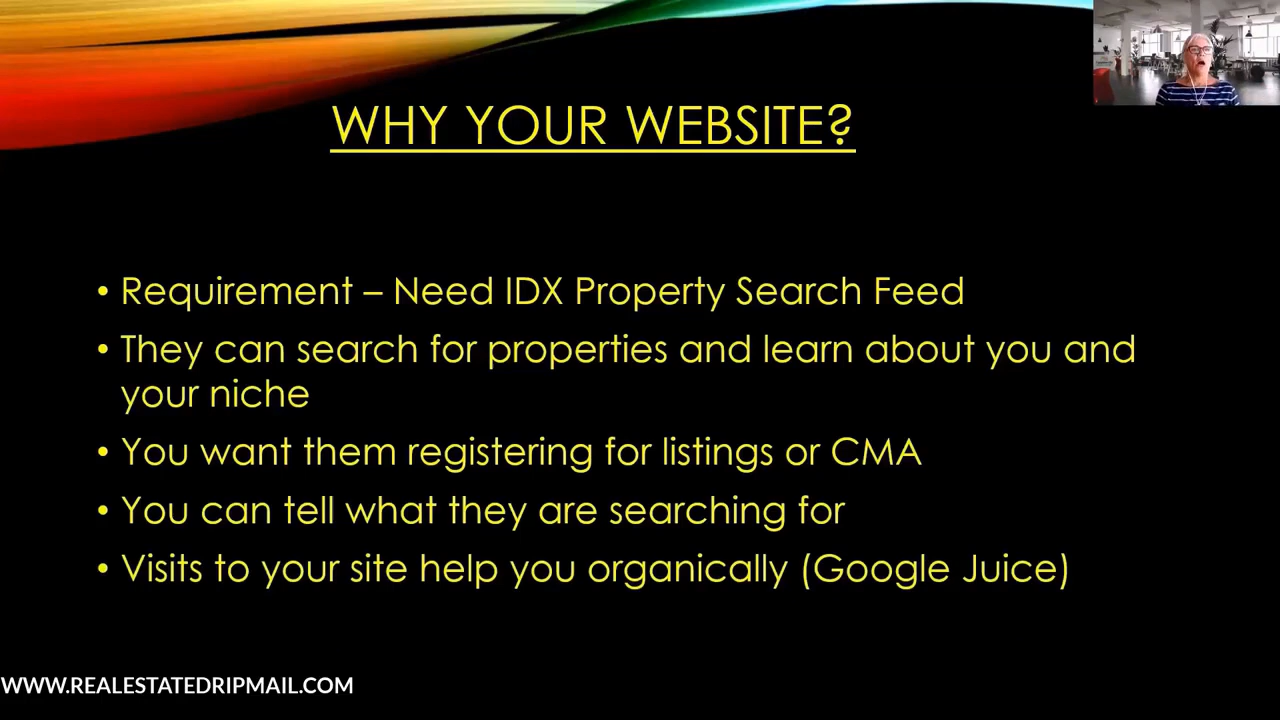 WHY YOUR WEBSITE?
• Requirement – Need IDX Property Search Feed
• They can search for properties and learn about you and
your niche
• You want them registering for listings or CMA
• You can tell what they are searching for
• Visits to your site help you organically (Google Juice)
WWW.REALESTATEDRIPMAIL.COM